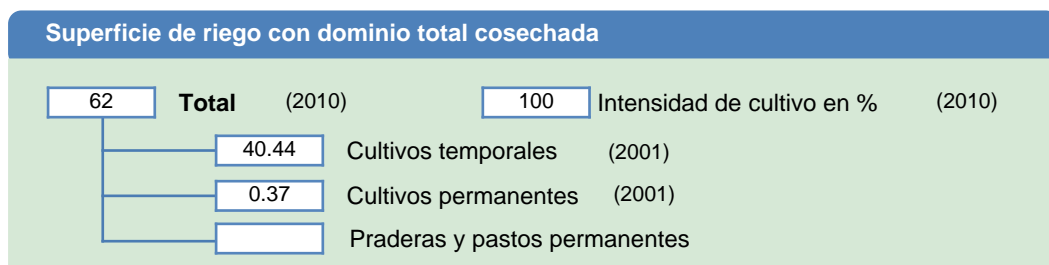 Superficie de riego con dominio total cosechada
62 Total (2010) 100 Intensidad de cultivo en % (2010)
40.44 Cultivos temporales (2001)
0.37 Cultivos permanentes (2001)
Praderas y pastos permanentes